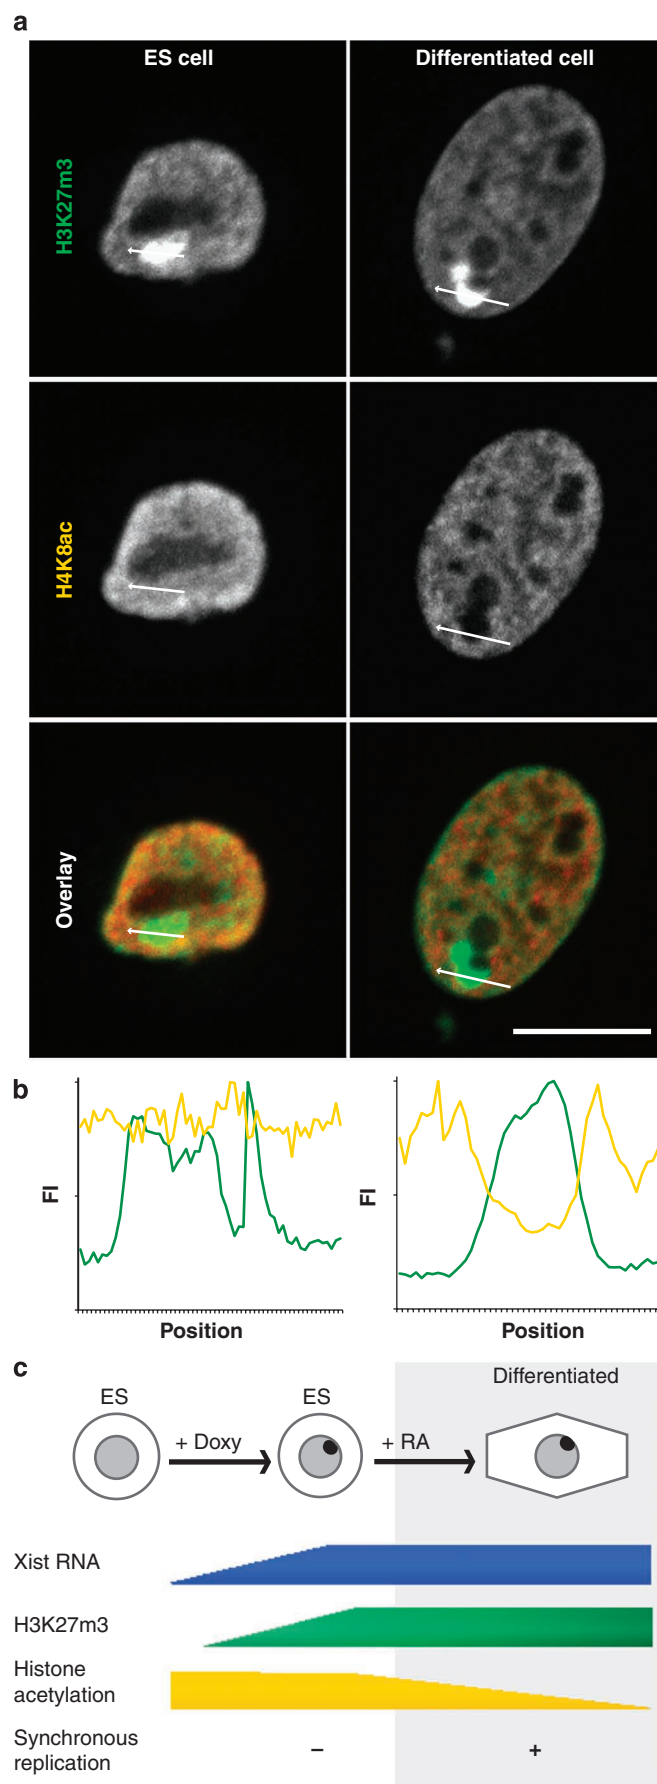 a
ES cell
Differentiated cell
H3K27m3
H4K8ac
Overlay
b
FI
Position
FI
Position
c
ES
+ Doxy
ES
+ RA
Differentiated
Xist RNA
H3K27m3
Histone
acetylation
Synchronous
replication
–
+